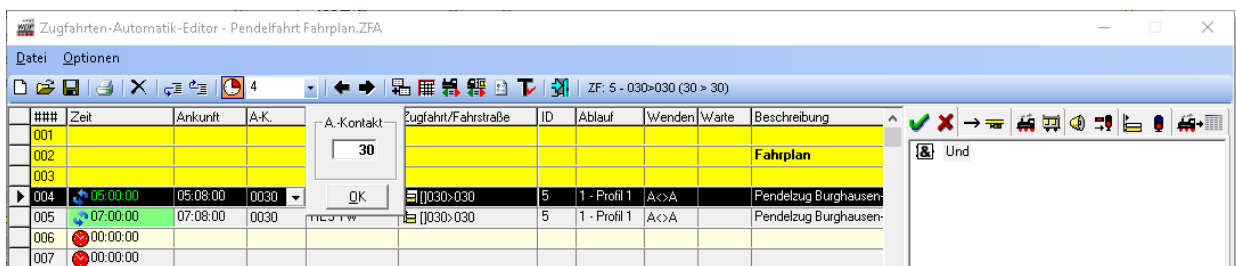 Zugfahrten-Automatik-Editor - Pendelfahrt Fahrplan.ZFA
Datei Optionen
4 ZF: 5 - 030>030 (30 > 30)
### Zeit Ankunft A-K. Zugfahrt/Fahrstraße ID Ablauf Wenden Warte Beschreibung
A.-Kontakt
30
OK
001
002 Fahrplan
003
004 05:00:00 05:08:00 0030 []030>030 5 1 - Profil 1 A<>A Pendelzug Burghausen-
005 07:00:00 07:08:00 0030 []030>030 5 1 - Profil 1 A<>A Pendelzug Burghausen-
006 00:00:00
007 00:00:00
{&} Und